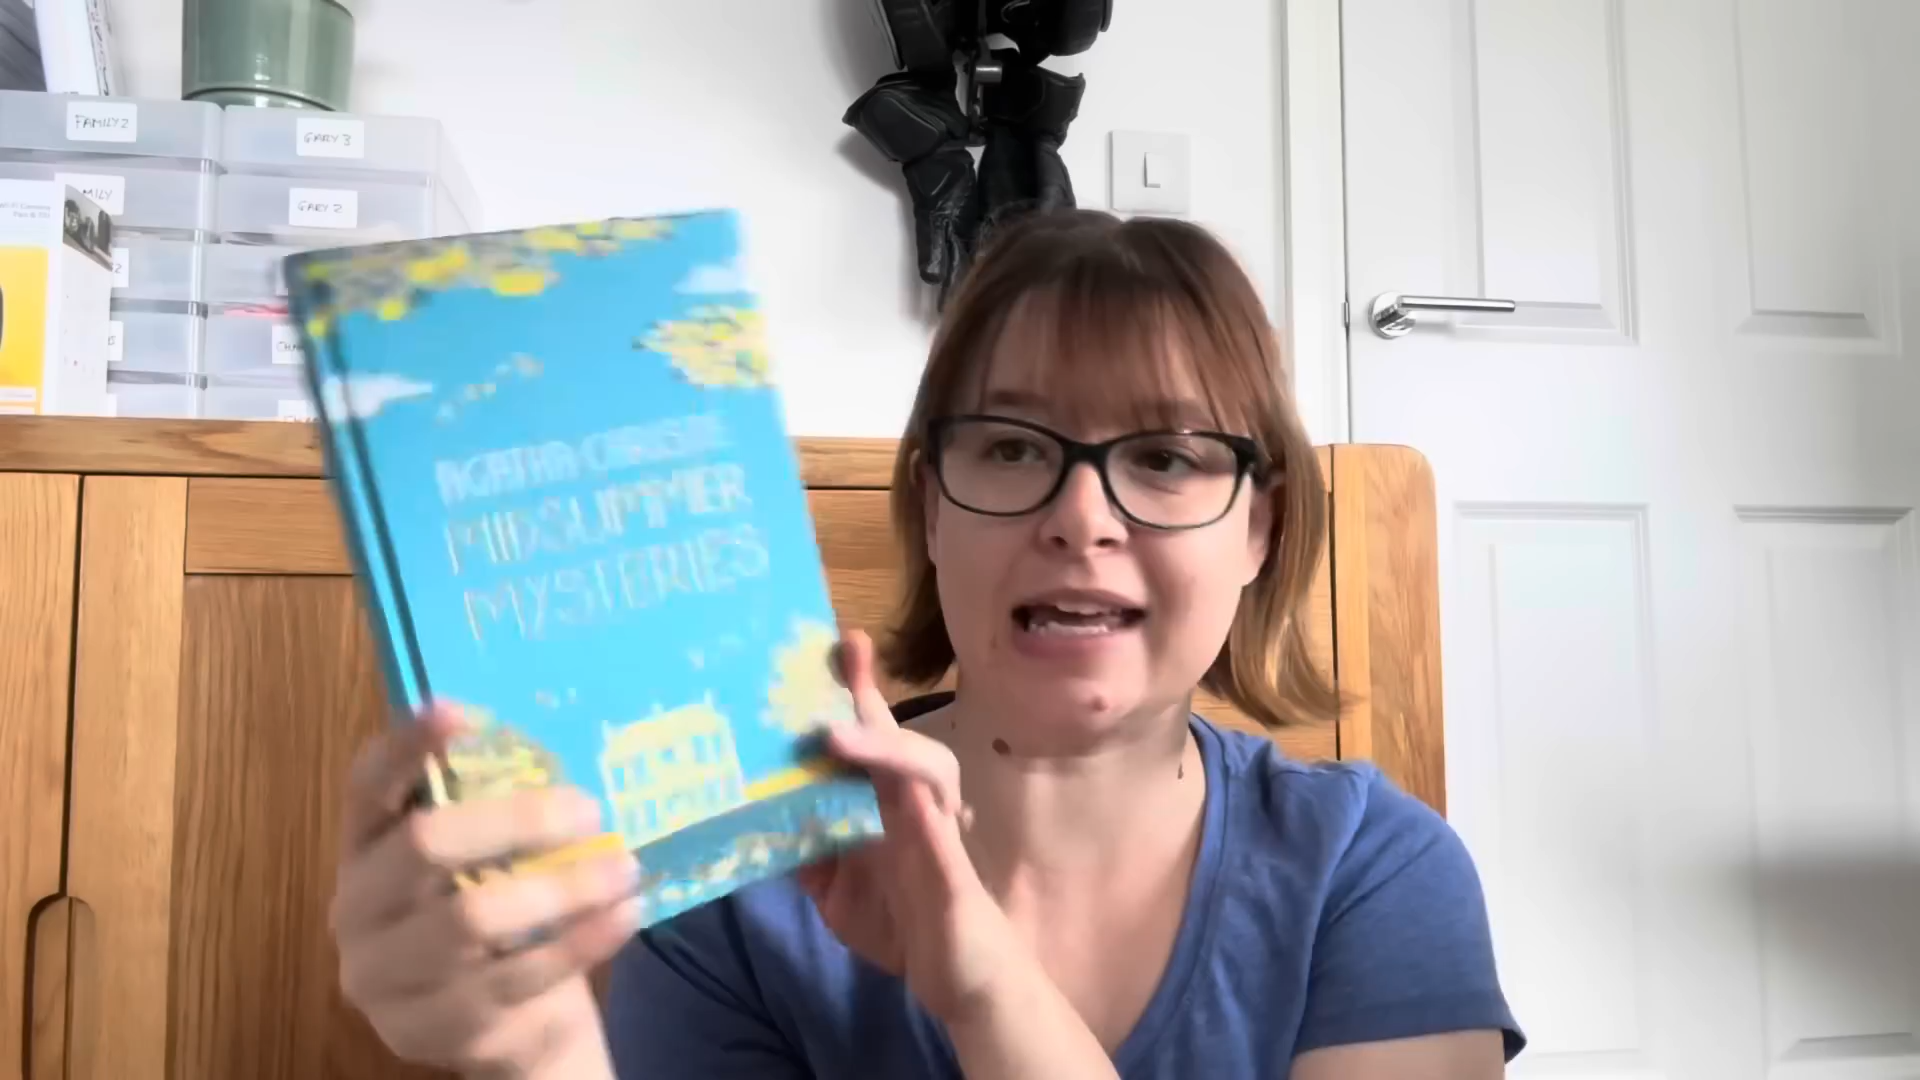 FAMILY 2
GARY 3
GARY 2
AGATHA CHRISTIE
MIDSUMMER
MYSTERIES